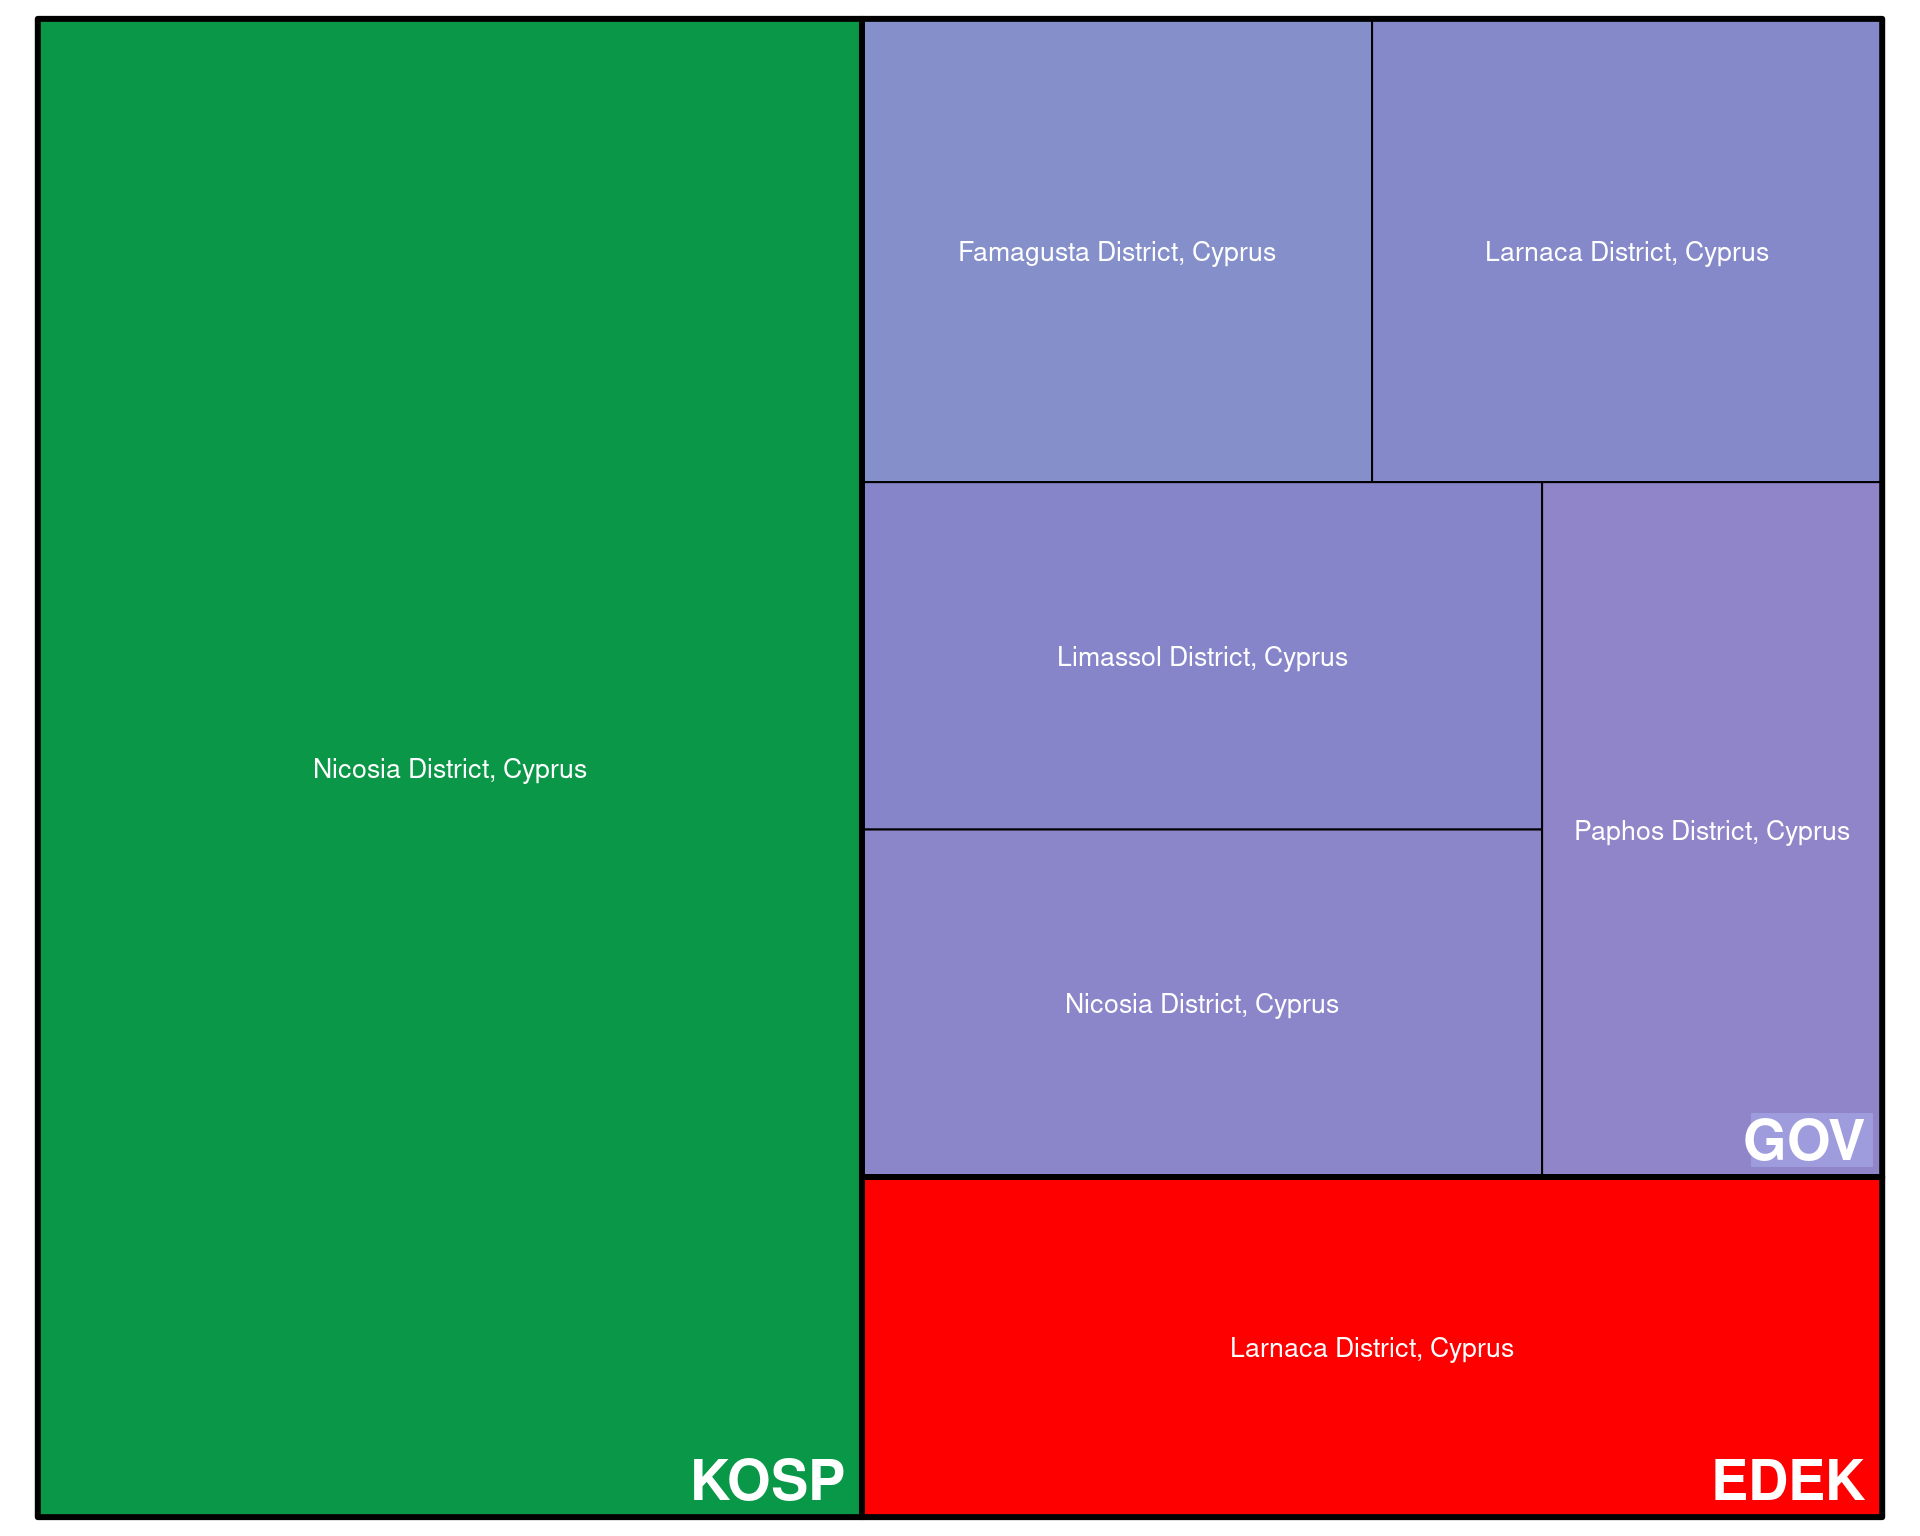 Famagusta District, Cyprus
Larnaca District, Cyprus
Limassol District, Cyprus
Nicosia District, Cyprus
Paphos District, Cyprus
Nicosia District, Cyprus
GOV
Larnaca District, Cyprus
KOSP
EDEK